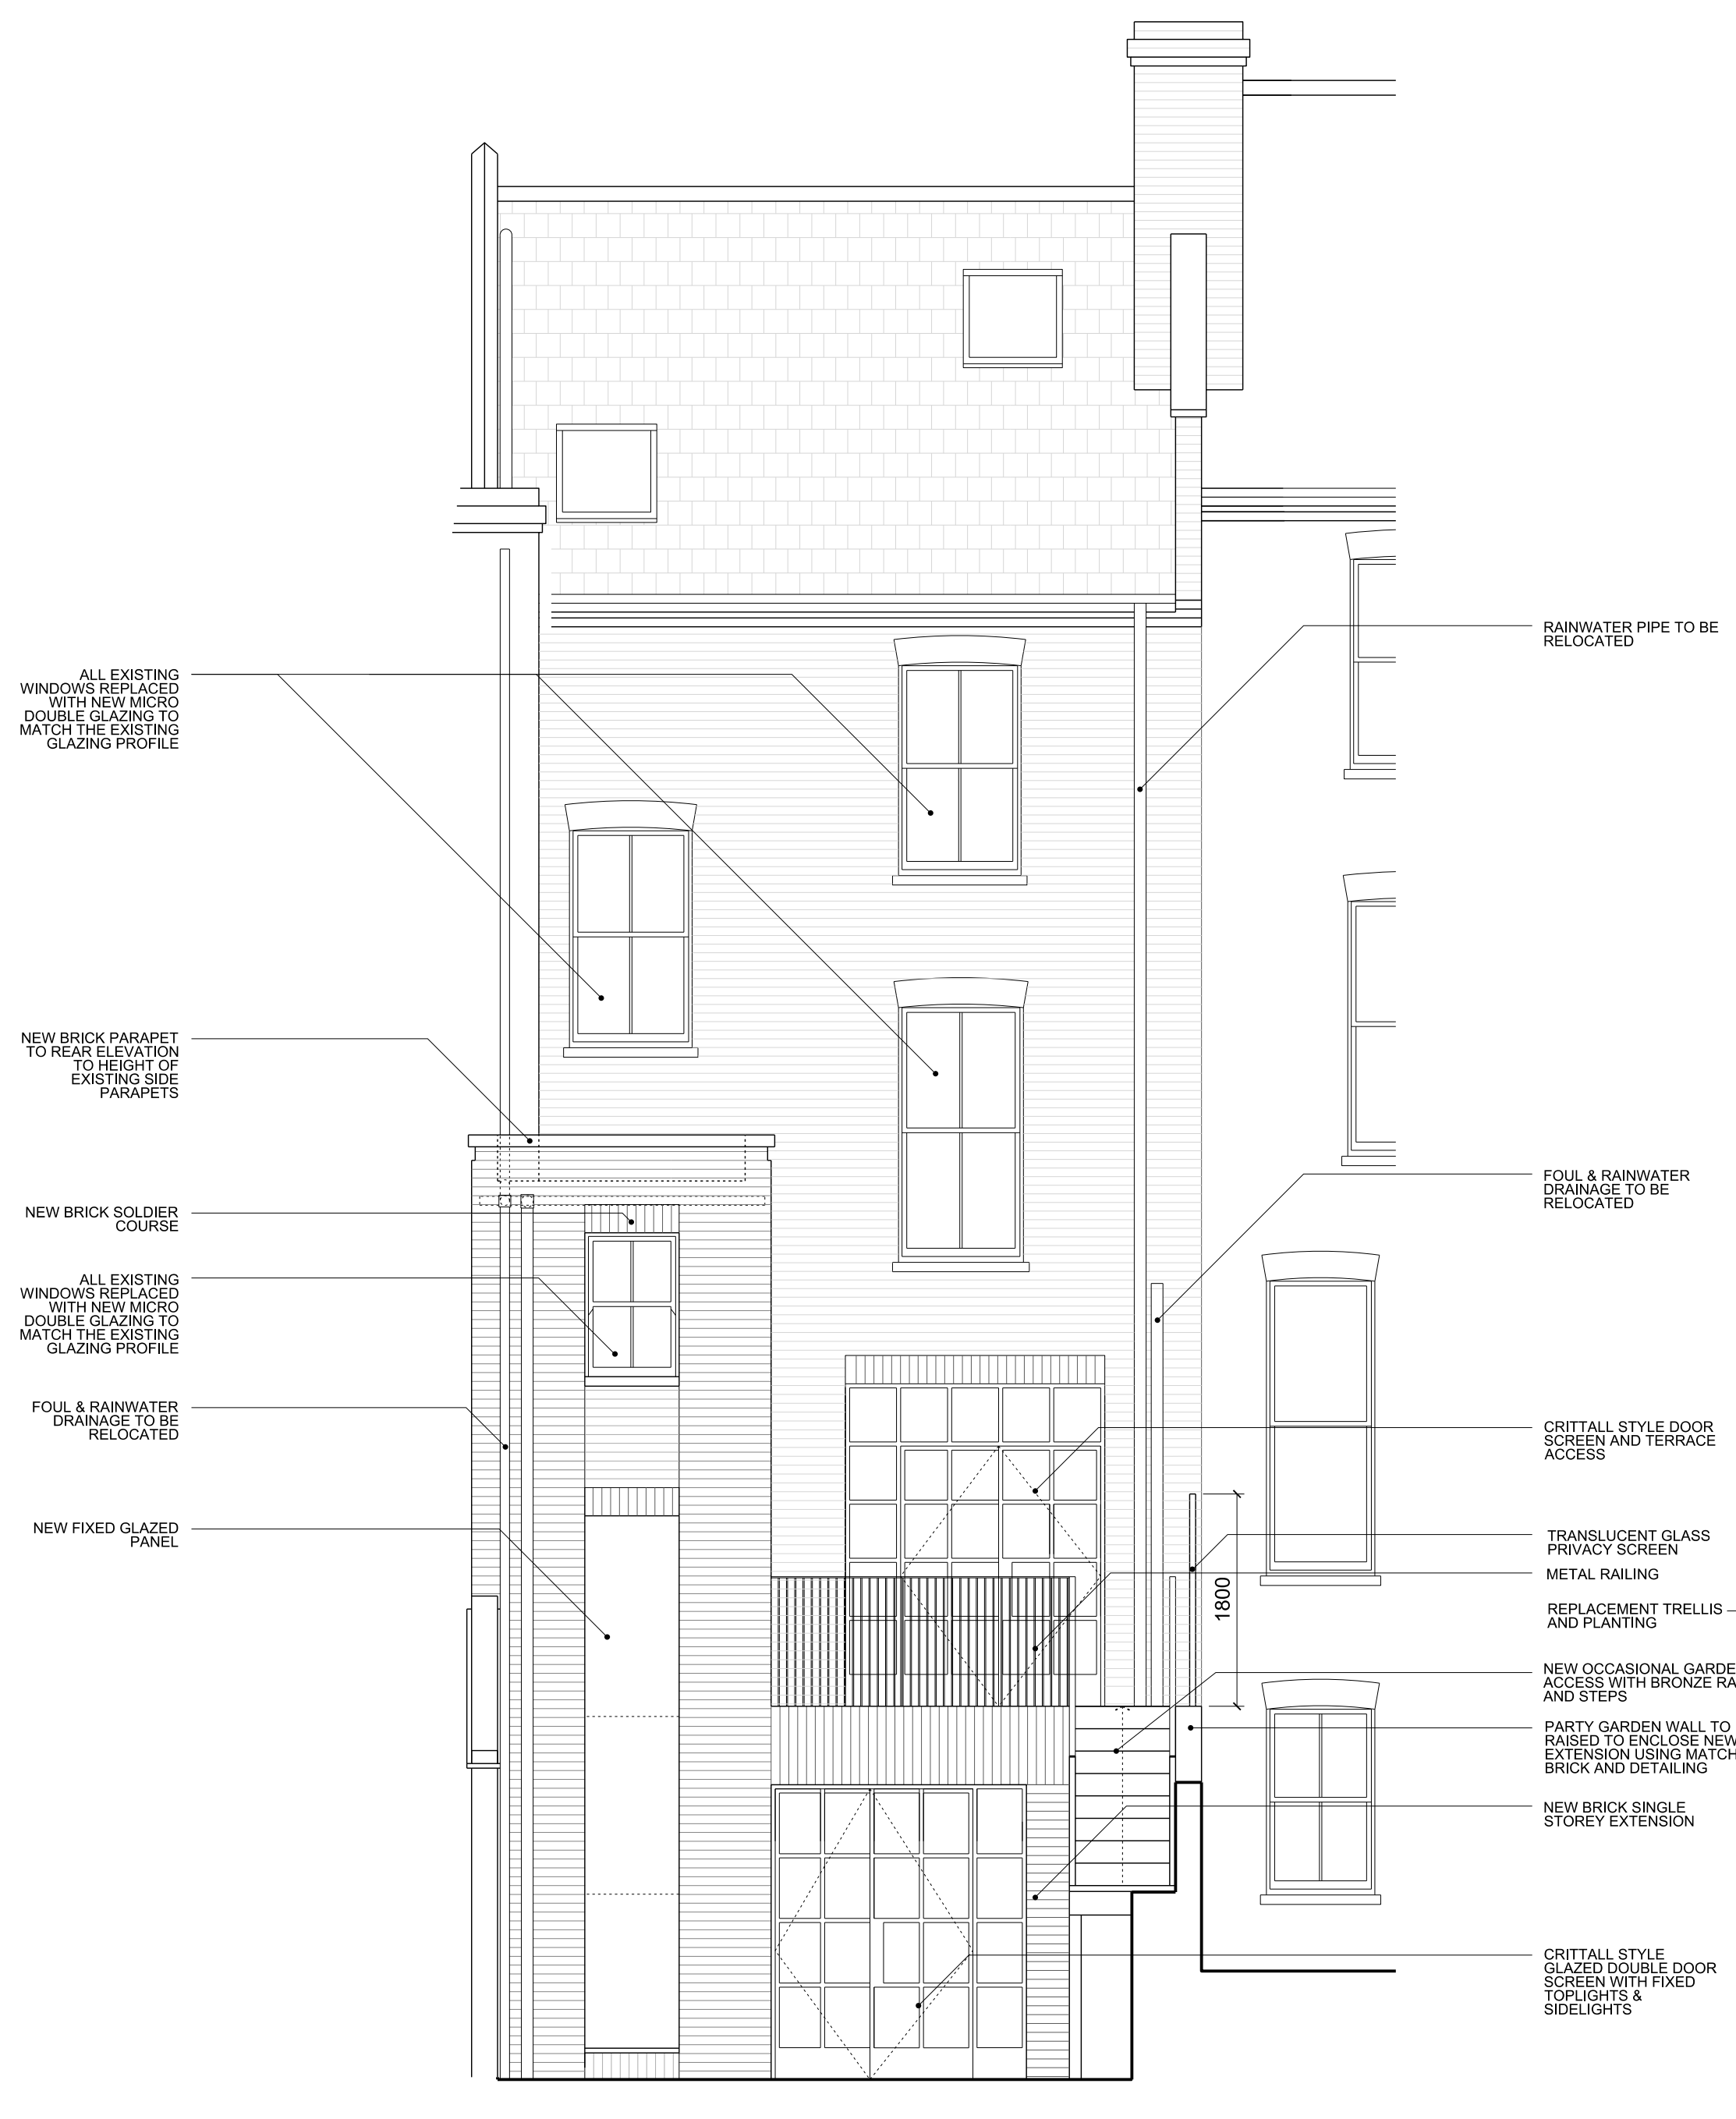 ALL EXISTING
WINDOWS REPLACED
WITH NEW MICRO
DOUBLE GLAZING TO
MATCH THE EXISTING
GLAZING PROFILE
NEW BRICK PARAPET
TO REAR ELEVATION
TO HEIGHT OF
EXISTING SIDE
PARAPETS
NEW BRICK SOLDIER
COURSE
ALL EXISTING
WINDOWS REPLACED
WITH NEW MICRO
DOUBLE GLAZING TO
MATCH THE EXISTING
GLAZING PROFILE
FOUL & RAINWATER
DRAINAGE TO BE
RELOCATED
NEW FIXED GLAZED
PANEL
RAINWATER PIPE TO BE
RELOCATED
FOUL & RAINWATER
DRAINAGE TO BE
RELOCATED
CRITTALL STYLE DOOR
SCREEN AND TERRACE
ACCESS
1800
TRANSLUCENT GLASS
PRIVACY SCREEN
METAL RAILING
REPLACEMENT TRELLIS
AND PLANTING
NEW OCCASIONAL GARDE
ACCESS WITH BRONZE RA
AND STEPS
PARTY GARDEN WALL TO
RAISED TO ENCLOSE NEW
EXTENSION USING MATCH
BRICK AND DETAILING
NEW BRICK SINGLE
STOREY EXTENSION
CRITTALL STYLE
GLAZED DOUBLE DOOR
SCREEN WITH FIXED
TOPLIGHTS &
SIDELIGHTS